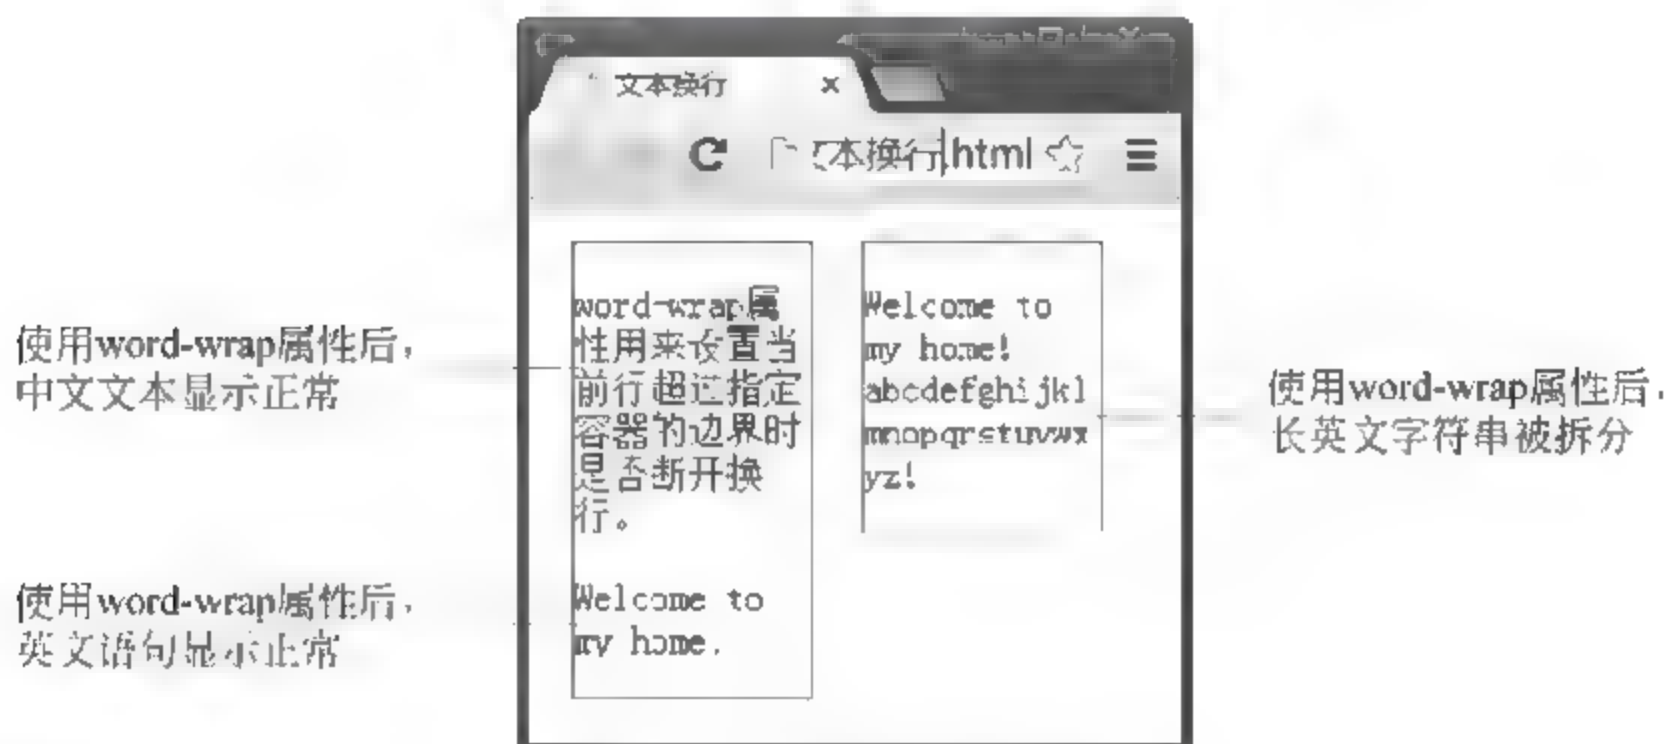 文本换行
本换行.html
使用word-wrap属性后，
中文文本显示正常
使用word-wrap属性后，
英文语句显示正常
word-wrap属
性用来设置当
前行超过指定
容器的边界时
是否断开换
行。
Welcome to
my home.
Welcome to
my home!
abcdefghijkl
mnopqrstuvwx
yz!
使用word-wrap属性后，
长英文字符串被拆分